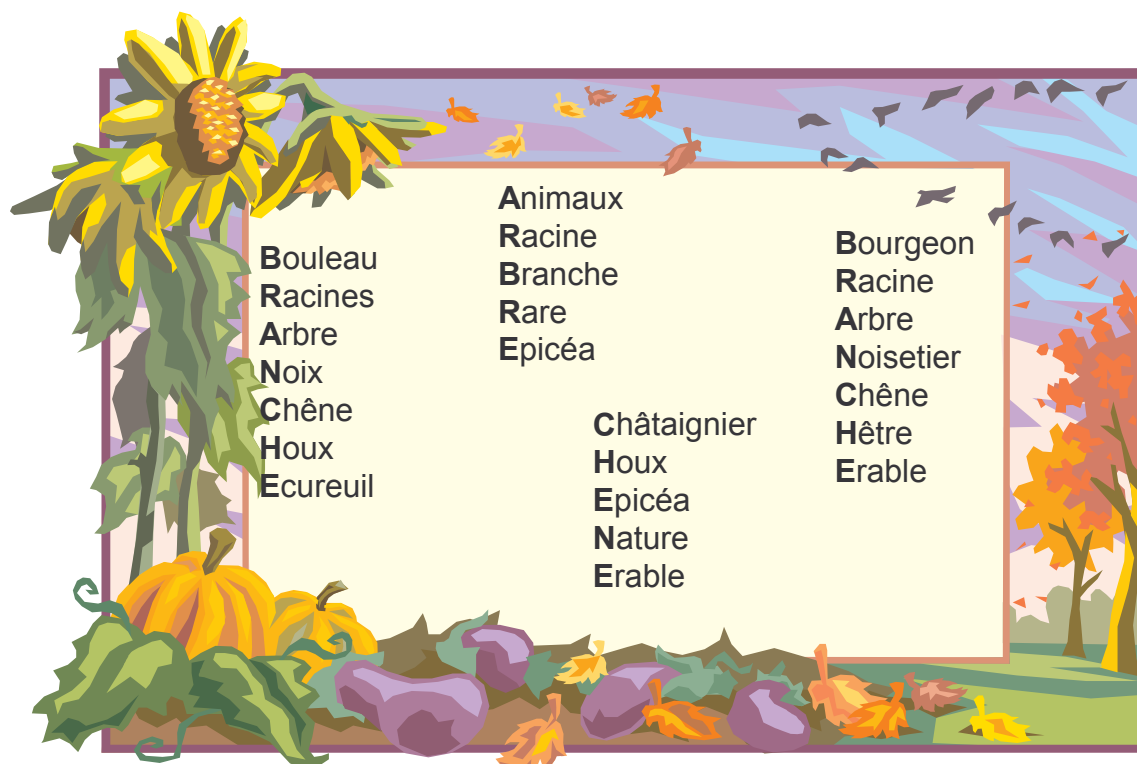 Bouleau
Racines
Arbre
Noix
Chêne
Houx
Ecureuil
Animaux
Racine
Branche
Rare
Epicéa
Châtaignier
Houx
Epicéa
Nature
Erable
Bourgeon
Racine
Arbre
Noisetier
Chêne
Hêtre
Erable